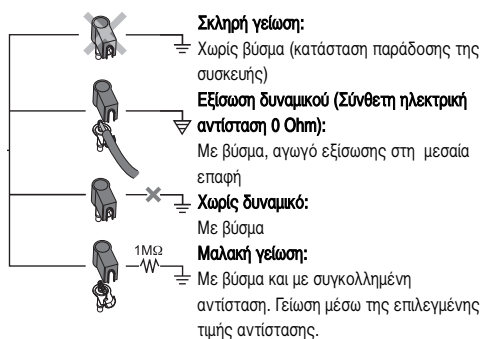 Σκληρή γείωση:
Χωρίς βύσμα (κατάσταση παράδοσης της
συσκευής)
Εξίσωση δυναμικού (Σύνθετη ηλεκτρική
αντίσταση 0 Ohm):
Με βύσμα, αγωγό εξίσωσης στη μεσαία
επαφή
Χωρίς δυναμικό:
Με βύσμα
1MΩ
Μαλακή γείωση:
Με βύσμα και με συγκολλημένη
αντίσταση. Γείωση μέσω της επιλεγμένης
τιμής αντίστασης.